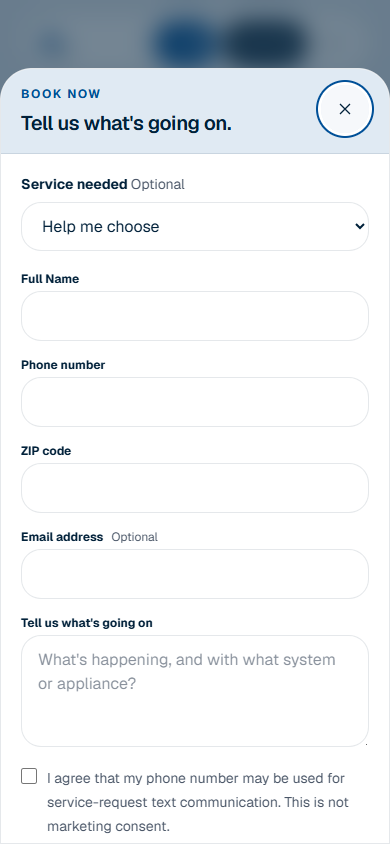 BOOK NOW
Tell us what's going on.
Service needed Optional
Help me choose
Full Name
Phone number
ZIP code
Email address Optional
Tell us what's going on
What's happening, and with what system
or appliance?
I agree that my phone number may be used for
service-request text communication. This is not
marketing consent.